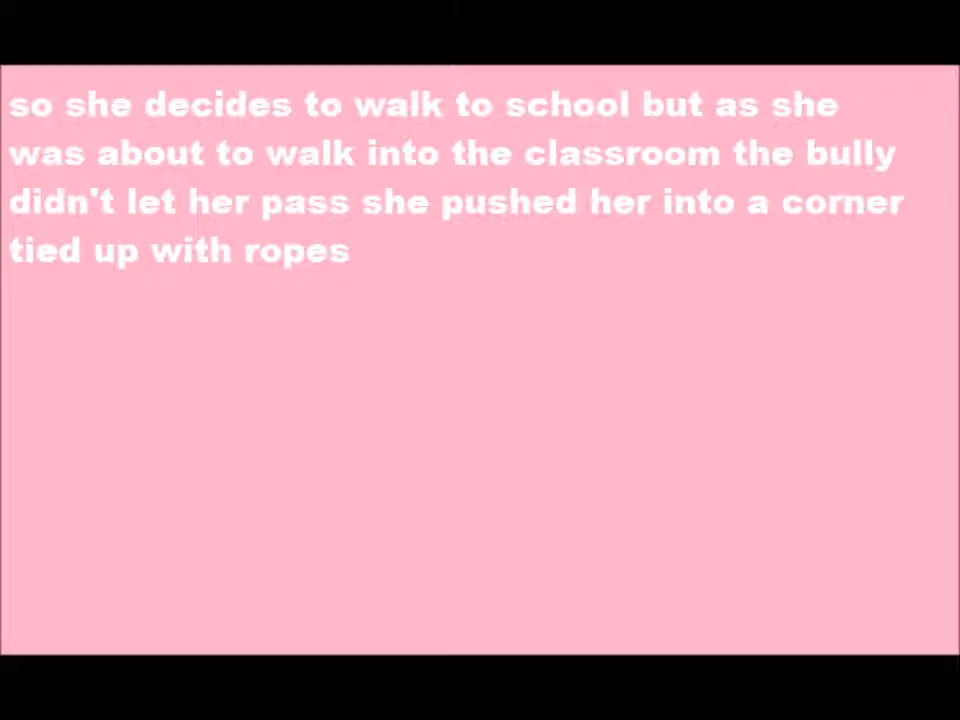 so she decides to walk to school but as she
was about to walk into the classroom the bully
didn't let her pass she pushed her into a corner
tied up with ropes